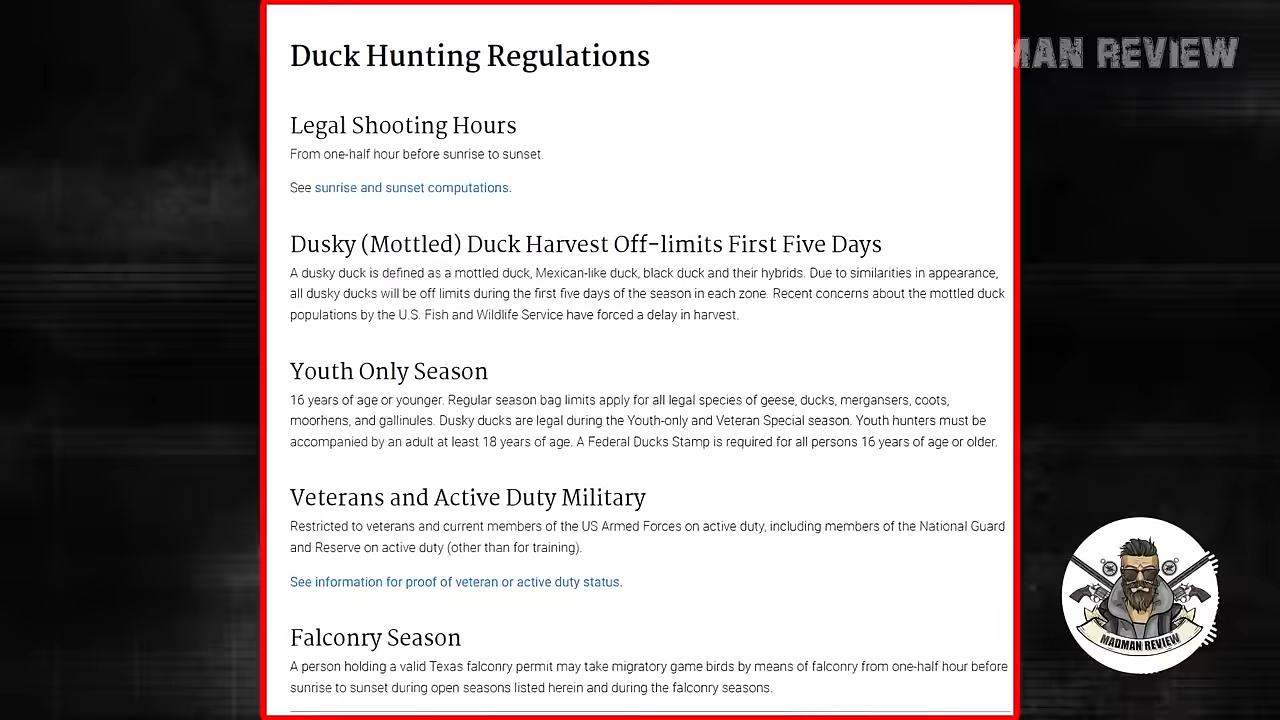 MAN REVIEW
Duck Hunting Regulations
Legal Shooting Hours
From one-half hour before sunrise to sunset.
See sunrise and sunset computations.
Dusky (Mottled) Duck Harvest Off-limits First Five Days
A dusky duck is defined as a mottled duck, Mexican-like duck, black duck and their hybrids. Due to similarities in appearance,
all dusky ducks will be off limits during the first five days of the season in each zone. Recent concerns about the mottled duck
populations by the U.S. Fish and Wildlife Service have forced a delay in harvest.
Youth Only Season
16 years of age or younger. Regular season bag limits apply for all legal species of geese, ducks, mergansers, coots,
moorhens, and gallinules. Dusky ducks are legal during the Youth-only and Veteran Special season. Youth hunters must be
accompanied by an adult at least 18 years of age. A Federal Ducks Stamp is required for all persons 16 years of age or older.
Veterans and Active Duty Military
Restricted to veterans and current members of the US Armed Forces on active duty, including members of the National Guard
and Reserve on active duty (other than for training).
See information for proof of veteran or active duty status.
Falconry Season
A person holding a valid Texas falconry permit may take migratory game birds by means of falconry from one-half hour before
sunrise to sunset during open seasons listed herein and during the falconry seasons.
MADMAN REVIEW